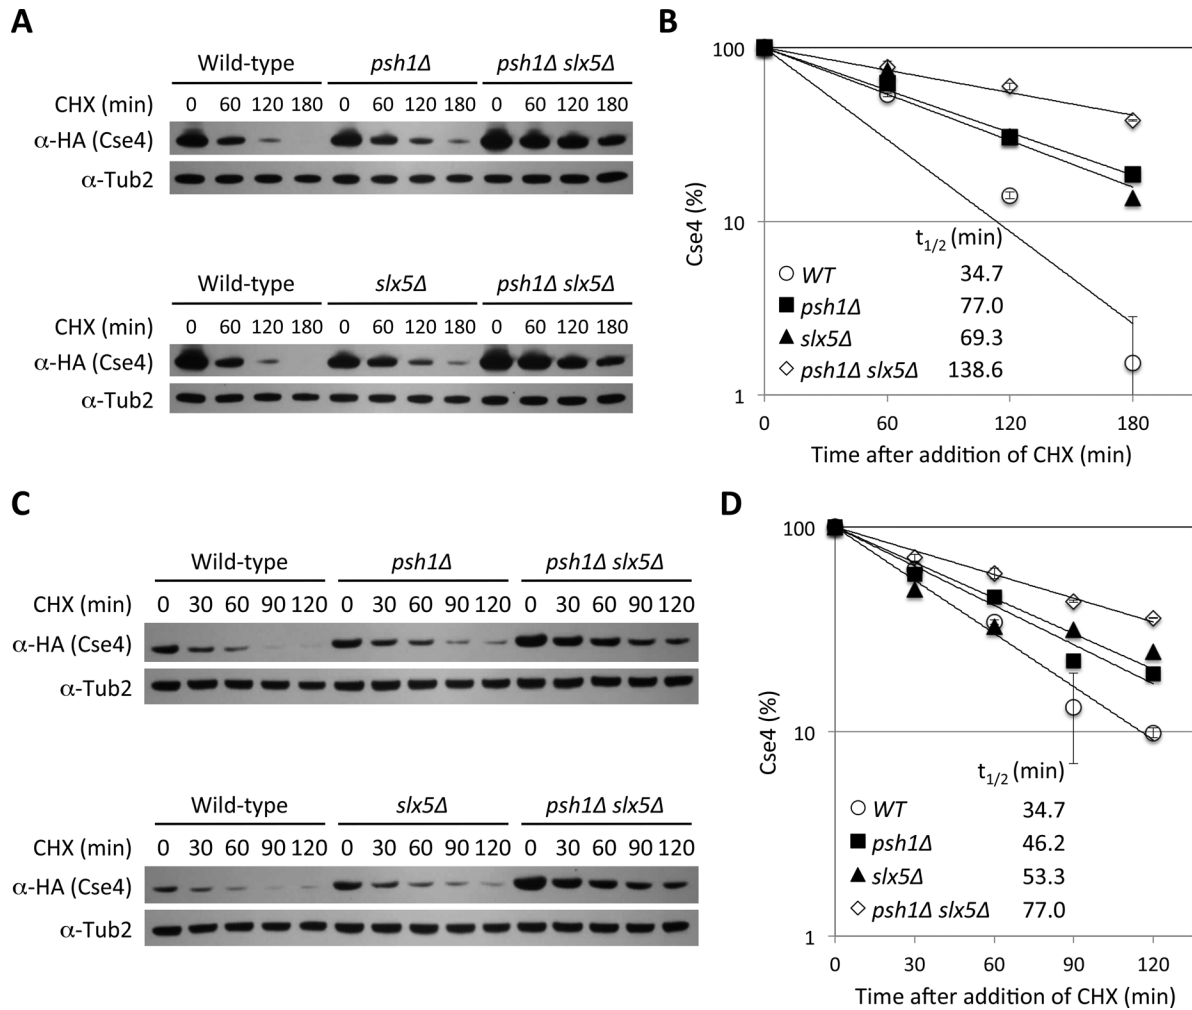 A
Wild-type psh1Δ psh1Δ slx5Δ
CHX (min) 0 60 120 180 0 60 120 180 0 60 120 180
α-HA (Cse4)
α-Tub2
Wild-type slx5Δ psh1Δ slx5Δ
CHX (min) 0 60 120 180 0 60 120 180 0 60 120 180
α-HA (Cse4)
α-Tub2
B
100
10
1
Cse4 (%)
t1/2 (min)
WT 34.7
psh1Δ 77.0
slx5Δ 69.3
psh1Δ slx5Δ 138.6
0 60 120 180
Time after addition of CHX (min)
C
Wild-type psh1Δ psh1Δ slx5Δ
CHX (min) 0 30 60 90 120 0 30 60 90 120 0 30 60 90 120
α-HA (Cse4)
α-Tub2
Wild-type slx5Δ psh1Δ slx5Δ
CHX (min) 0 30 60 90 120 0 30 60 90 120 0 30 60 90 120
α-HA (Cse4)
α-Tub2
D
100
10
1
Cse4 (%)
t1/2 (min)
WT 34.7
psh1Δ 46.2
slx5Δ 53.3
psh1Δ slx5Δ 77.0
0 30 60 90 120
Time after addition of CHX (min)